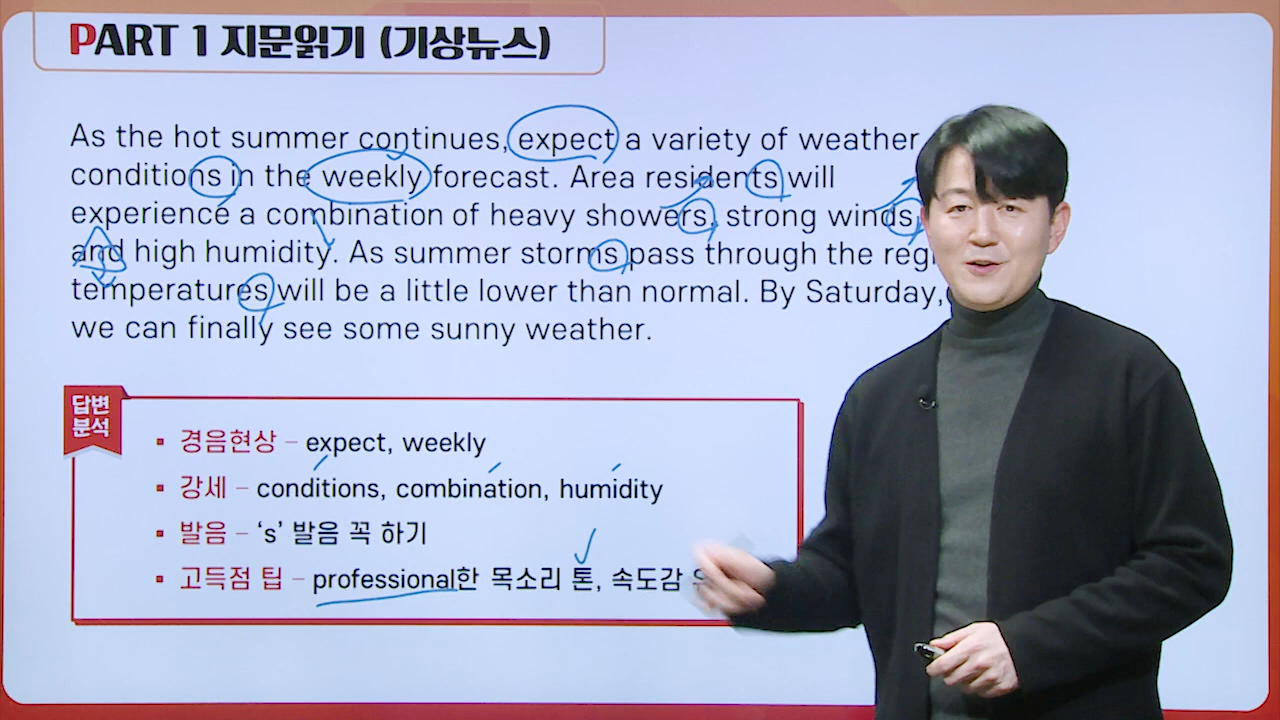 PART 1 지문읽기 (기상뉴스)
As the hot summer continues, expect a variety of weather
conditions in the weekly forecast. Area residents will
experience a combination of heavy showers, strong winds,
and high humidity. As summer storms pass through the
temperatures will be a little lower than normal. By Saturday,
we can finally see some sunny weather.
답변
분석
▪ 경음현상 – expect, weekly
▪ 강세 – conditions, combination, humidity
▪ 발음 – ‘s’ 발음 꼭 하기
▪ 고득점 팁 – professional한 목소리 톤, 속도감